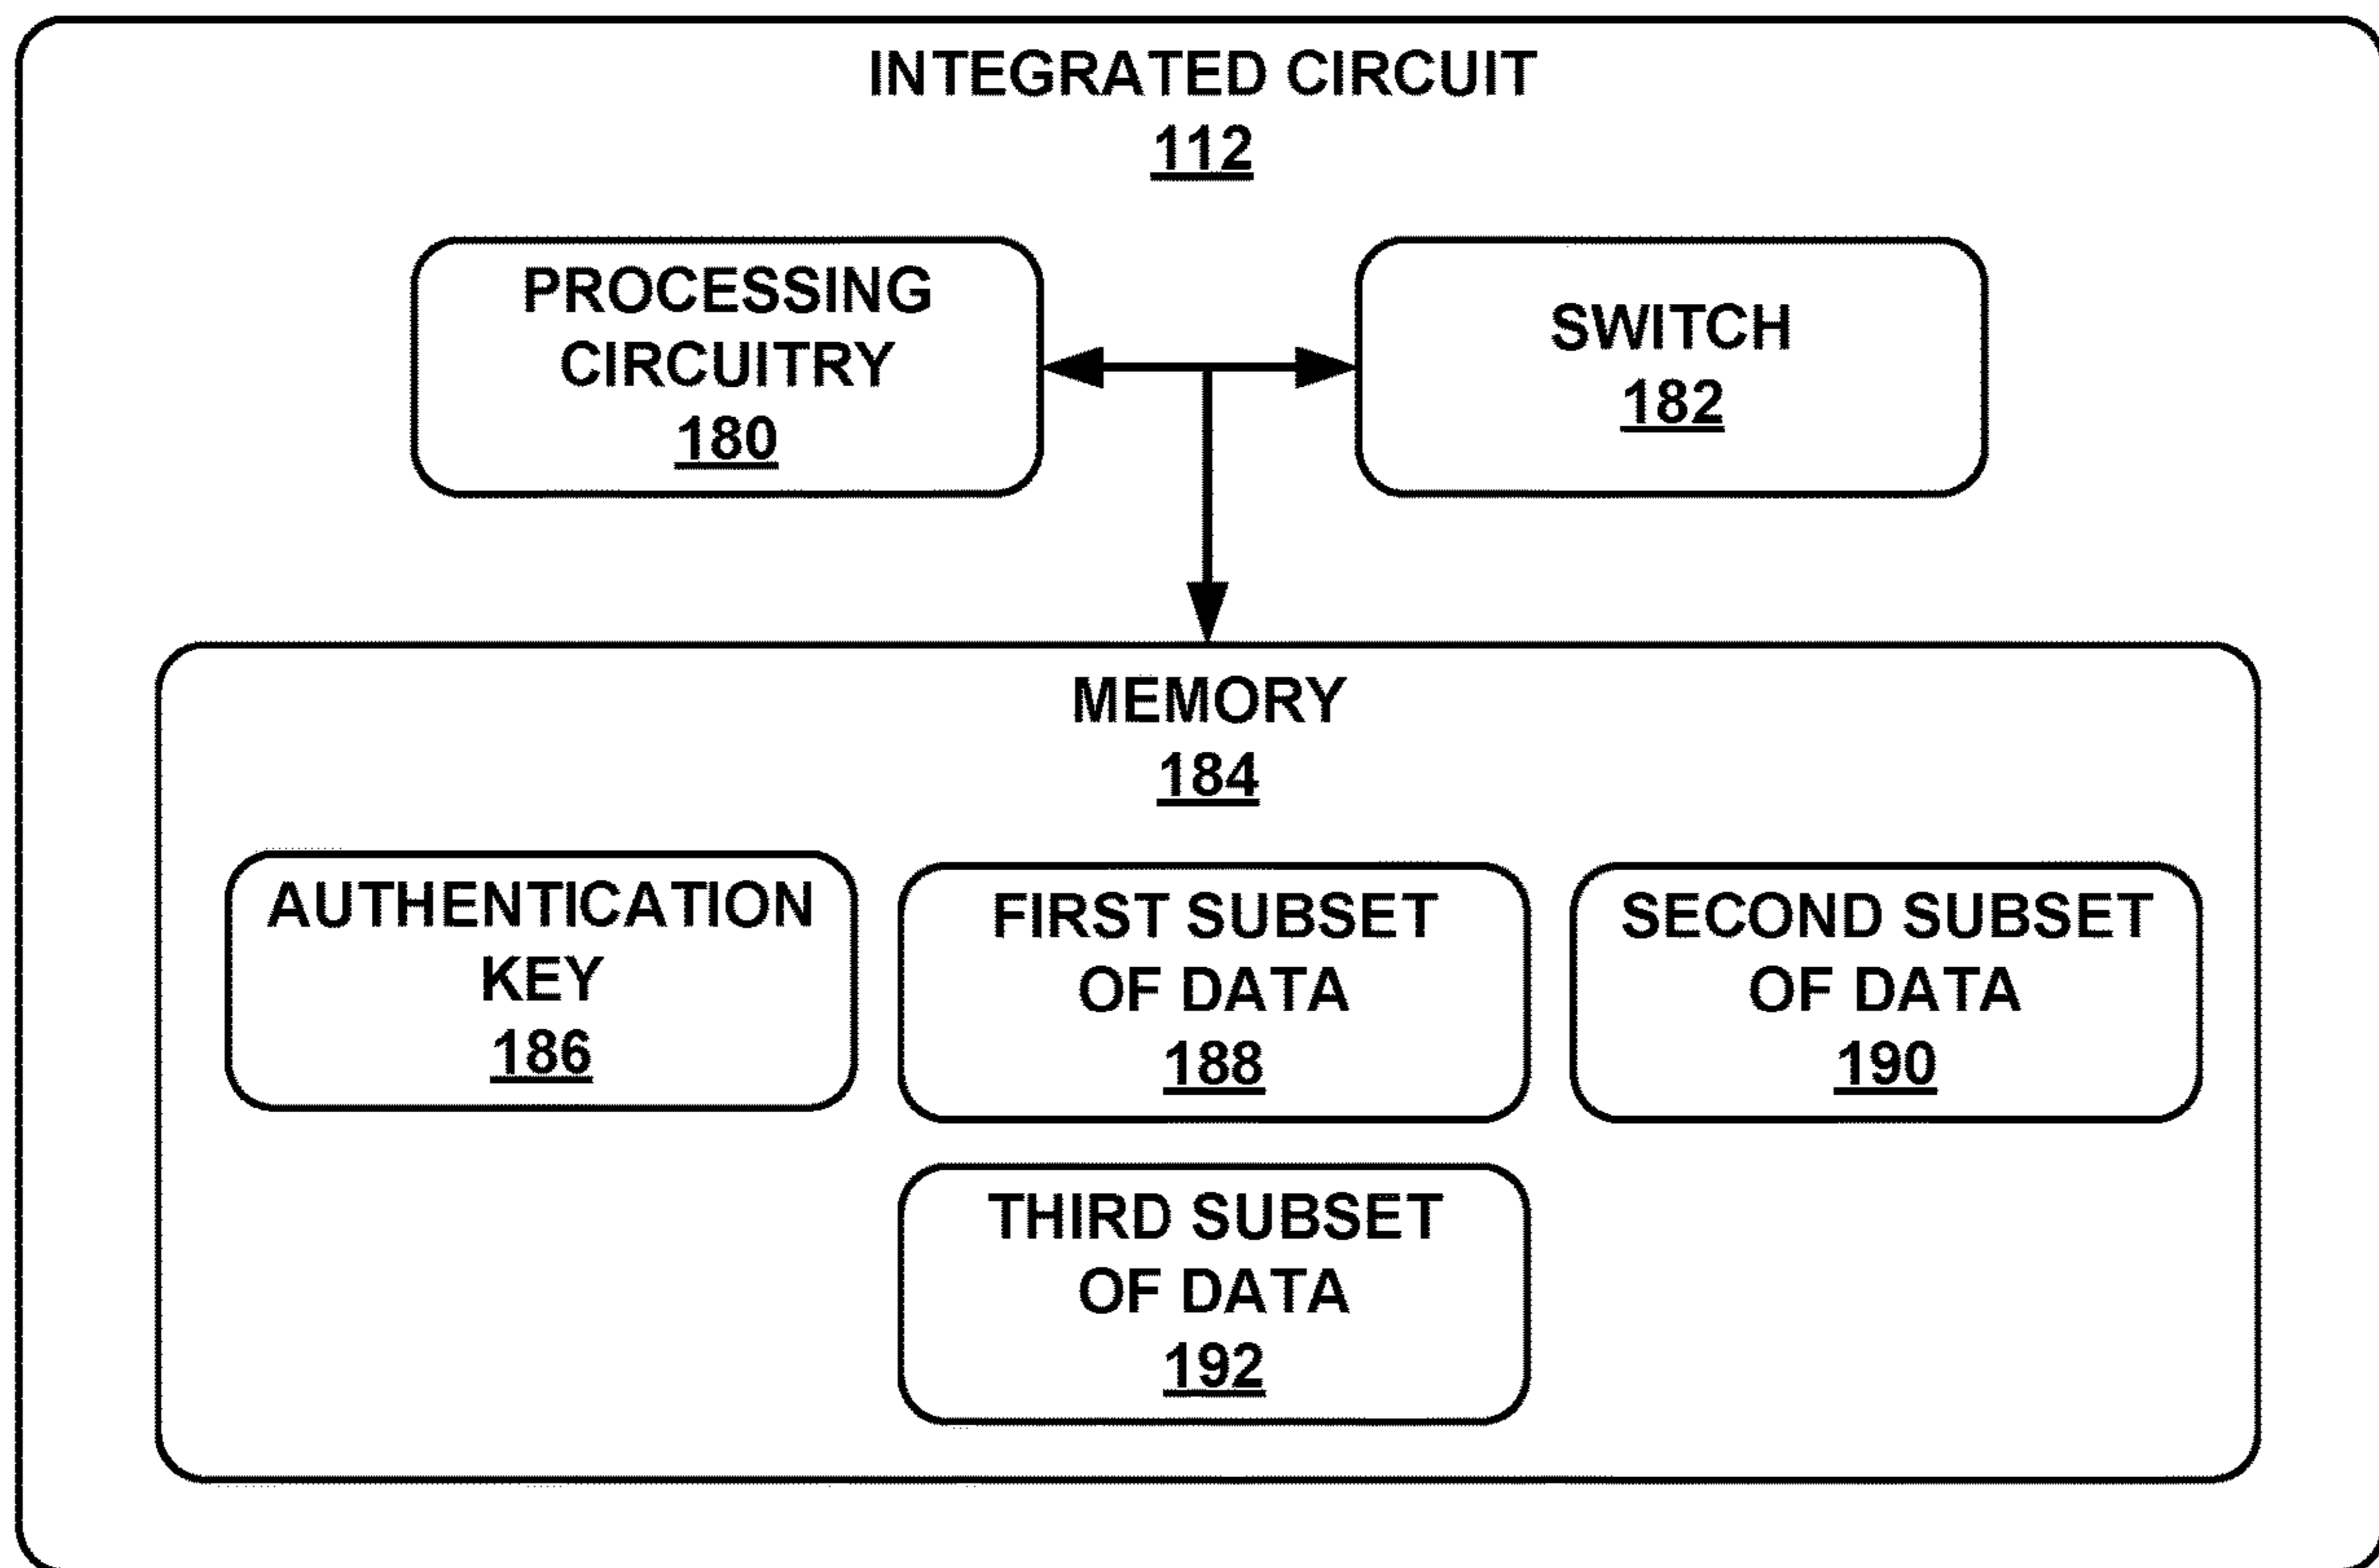 INTEGRATED CIRCUIT
112
PROCESSING
CIRCUITRY
180
SWITCH
182
MEMORY
184
AUTHENTICATION
KEY
186
FIRST SUBSET
OF DATA
188
SECOND SUBSET
OF DATA
190
THIRD SUBSET
OF DATA
192